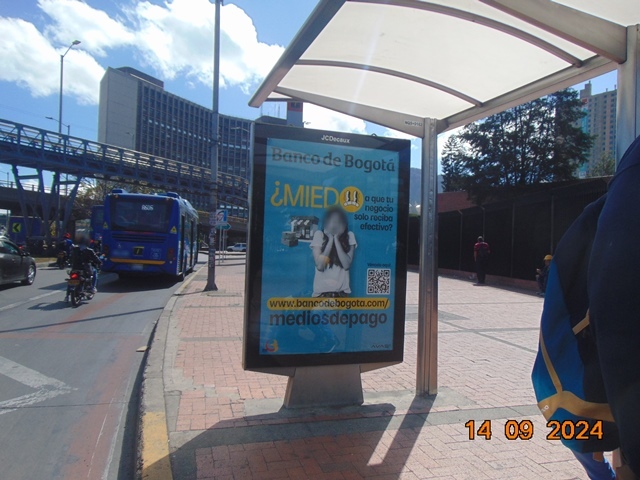 JCDecaux
Banco de Bogotá
¿MIEDO
a que tu
negocio
solo reciba
efectivo?
www.bancodebogota.com/
mediosdepago
14 09 2024